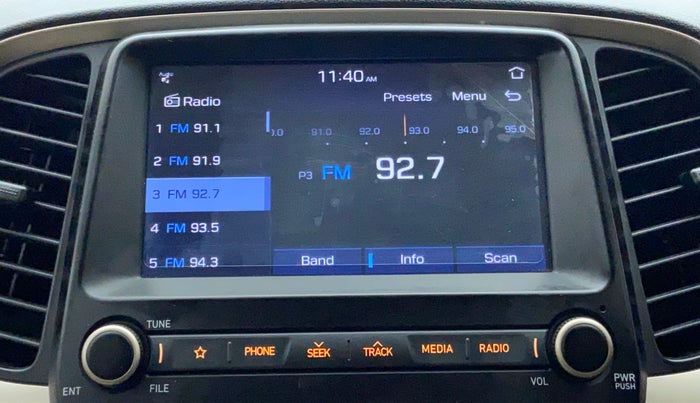 11:40 AM
Radio
Presets Menu
1 FM 91.1
2 FM 91.9
3 FM 92.7
4 FM 93.5
5 FM 94.3
91.0 92.0 93.0 94.0 95.0
P3 FM 92.7
Band Info Scan
TUNE
PHONE SEEK TRACK MEDIA RADIO
ENT FILE VOL PWR
PUSH